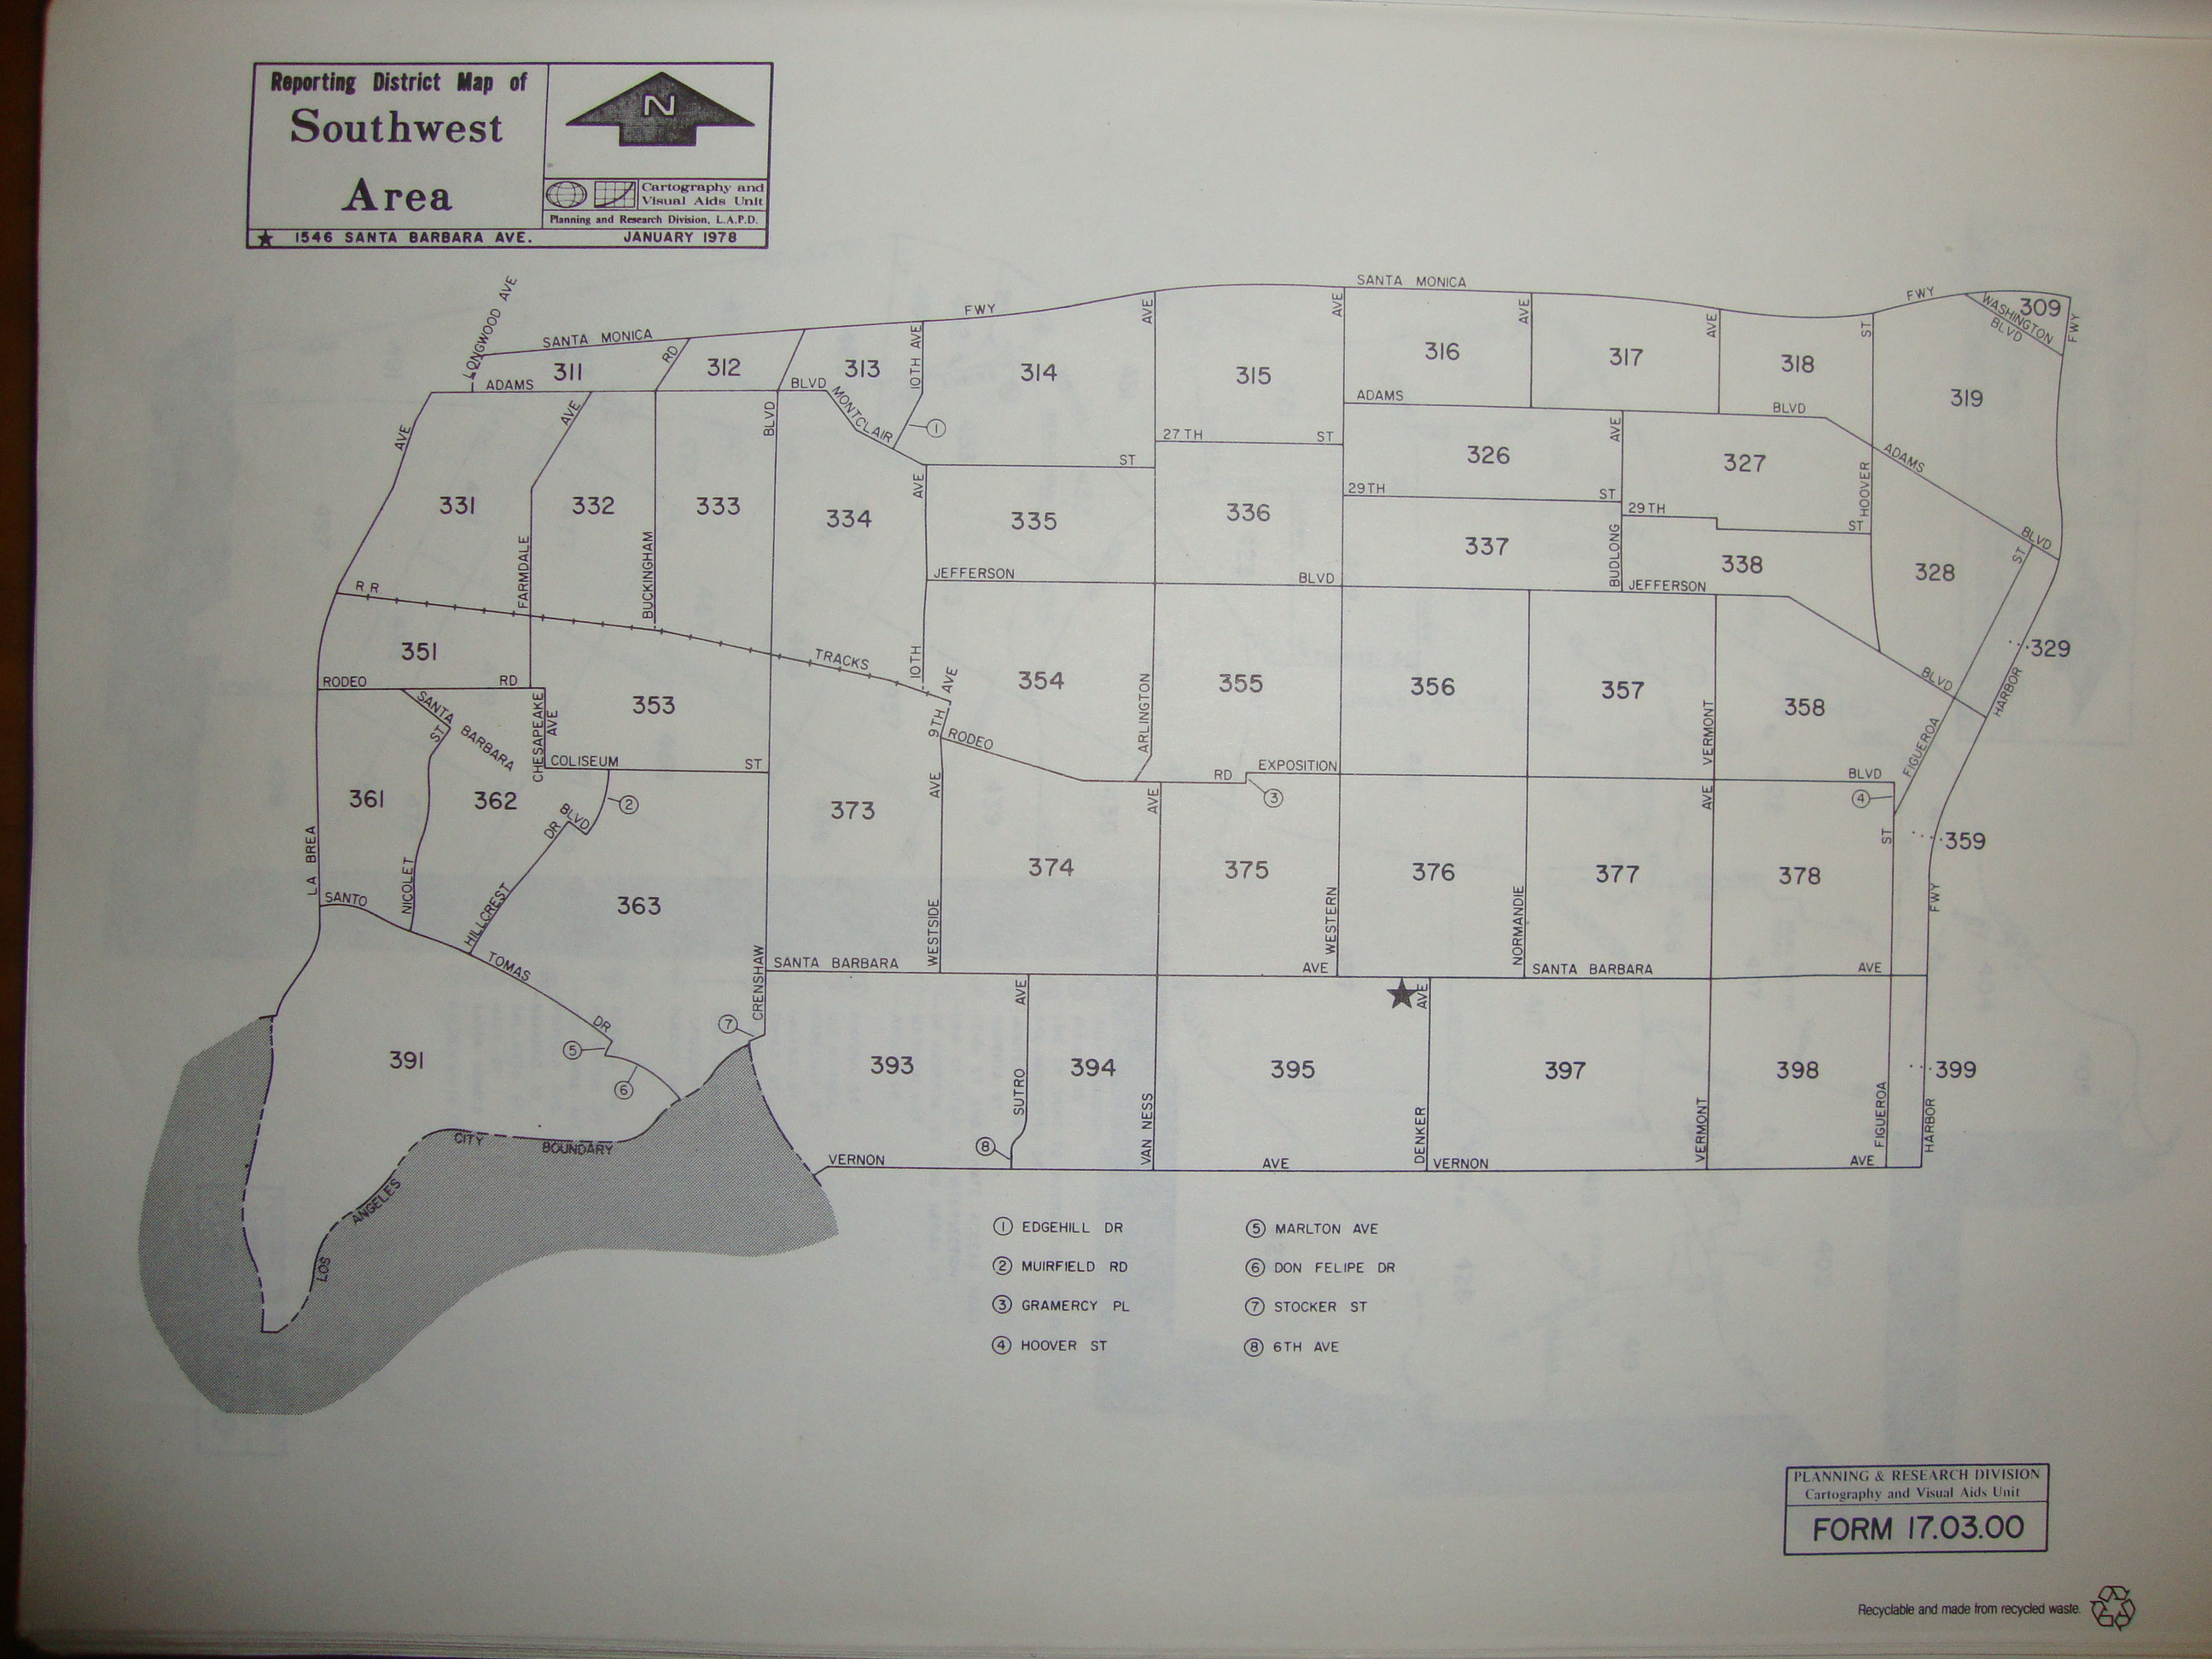 Reporting District Map of
Southwest
Area
N
Cartography and
Visual Aids Unit
Planning and Research Division, L.A.P.D.
★ 1546 SANTA BARBARA AVE. JANUARY 1978
LONGWOOD AVE
SANTA MONICA
FWY
SANTA MONICA
FWY
WASHINGTON
BLVD
309
FWY
311
RD
312
313
10TH AVE
314
AVE
315
AVE
316
AVE
317
AVE
318
ST
319
ADAMS
BLVD
MONTCLAIR
1
ADAMS
BLVD
ADAMS
BLVD
27TH ST
ST
AVE
AVE
BLVD
331
332
333
334
AVE
335
336
326
AVE
327
HOOVER
29TH ST
29TH ST
337
338
328
ST
FARMDALE
BUCKINGHAM
BUDLONG
JEFFERSON
BLVD
JEFFERSON
BLVD
R R
TRACKS
329
351
10TH
9TH AVE
354
ARLINGTON
355
356
357
VERMONT
358
HARBOR
RODEO RD
SANTA BARBARA
BLVD
CHESAPEAKE
AVE
353
COLISEUM ST
RODEO
RD
EXPOSITION
BLVD
FIGUEROA
3
4
361
ST
362
2
DR
373
AVE
AVE
AVE
ST
359
LA BREA
NICOLET
HILLCREST
363
374
375
376
377
378
FWY
SANTO
TOMAS
DR
CRENSHAW
WESTSIDE
WESTERN
NORMANDIE
SANTA BARBARA
AVE
SANTA BARBARA
AVE
7
5
6
AVE
AVE
391
393
SUTRO
394
VAN NESS
395
DENKER
397
VERMONT
398
FIGUEROA
399
HARBOR
8
CITY BOUNDARY
LOS ANGELES
VERNON
AVE
VERNON
AVE
1 EDGEHILL DR
2 MUIRFIELD RD
3 GRAMERCY PL
4 HOOVER ST
5 MARLTON AVE
6 DON FELIPE DR
7 STOCKER ST
8 6TH AVE
PLANNING & RESEARCH DIVISION
Cartography and Visual Aids Unit
FORM 17.03.00
Recyclable and made from recycled waste.